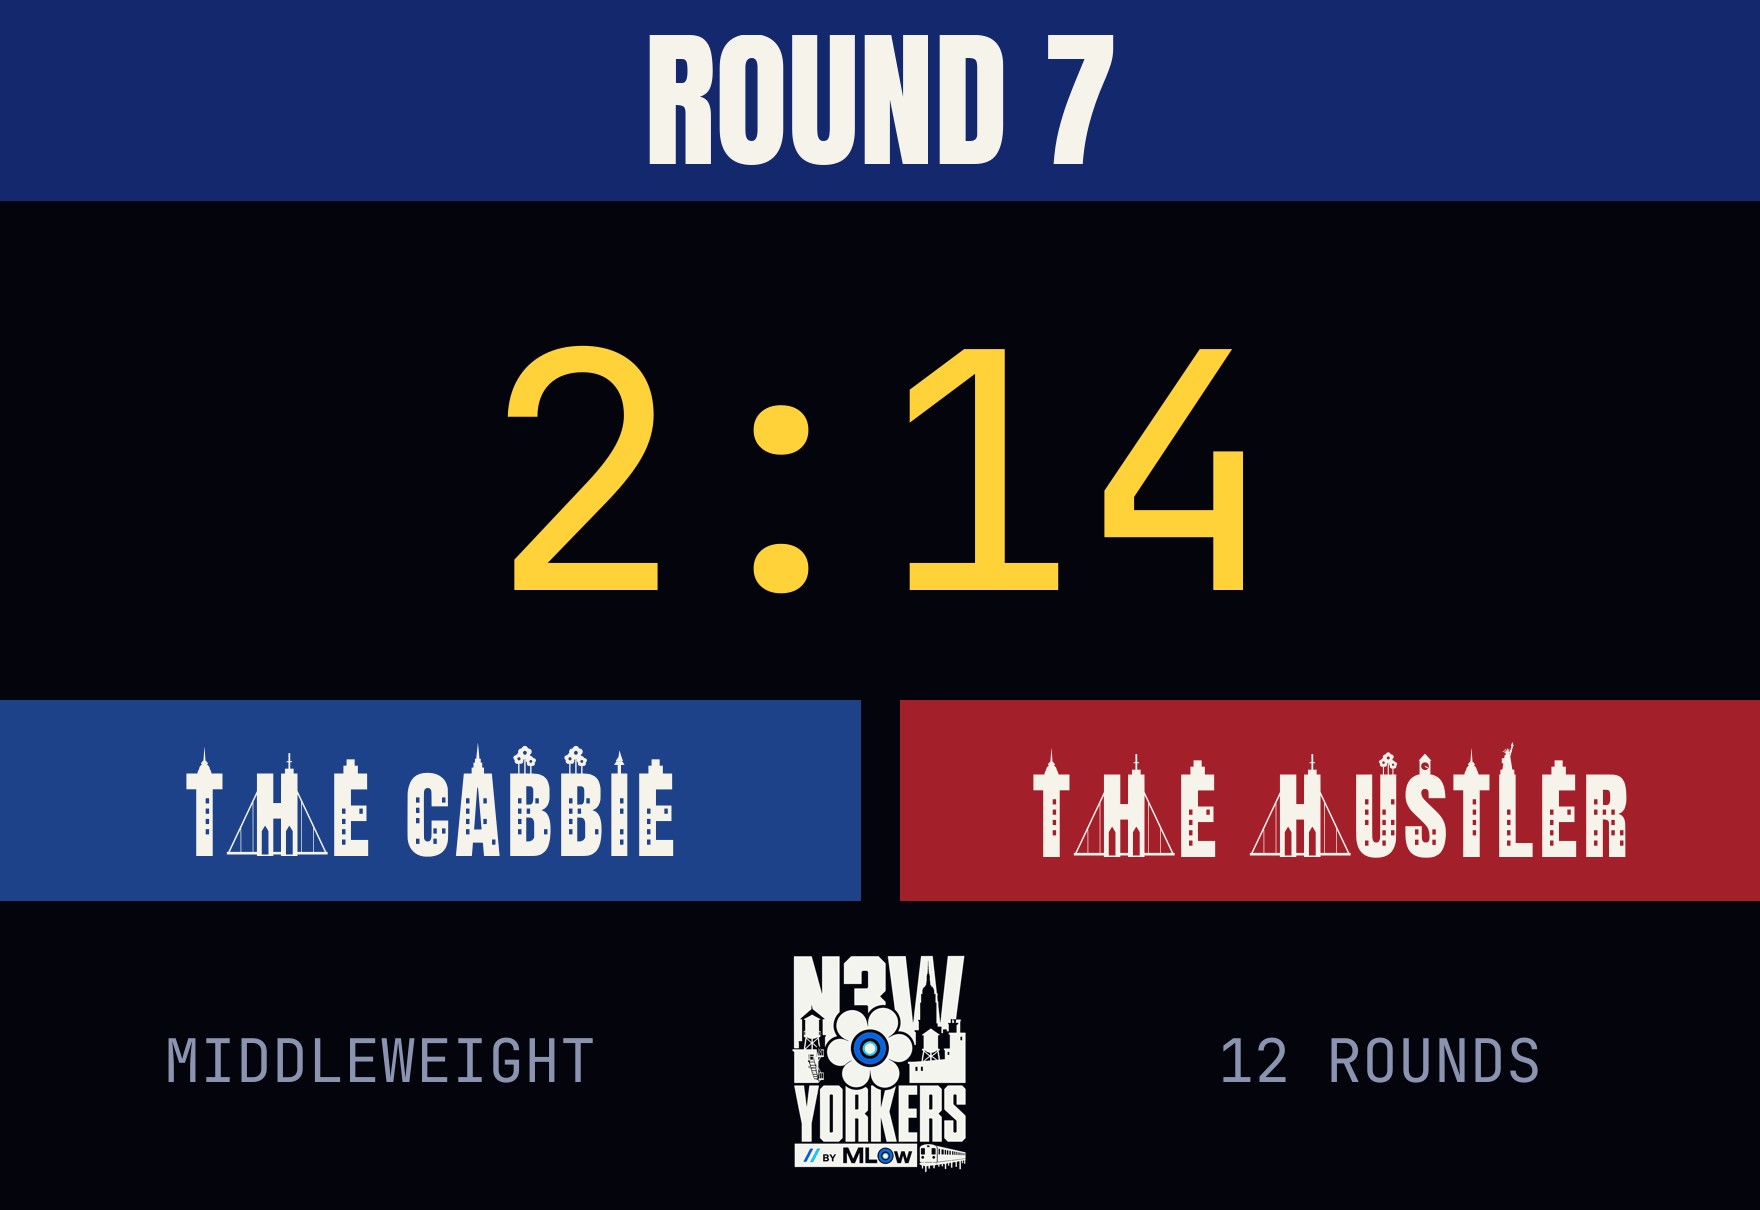 ROUND 7
2:14
THE CABBIE
THE HUSTLER
MIDDLEWEIGHT
N3W
YORKERS
// BY MLOW
12 ROUNDS